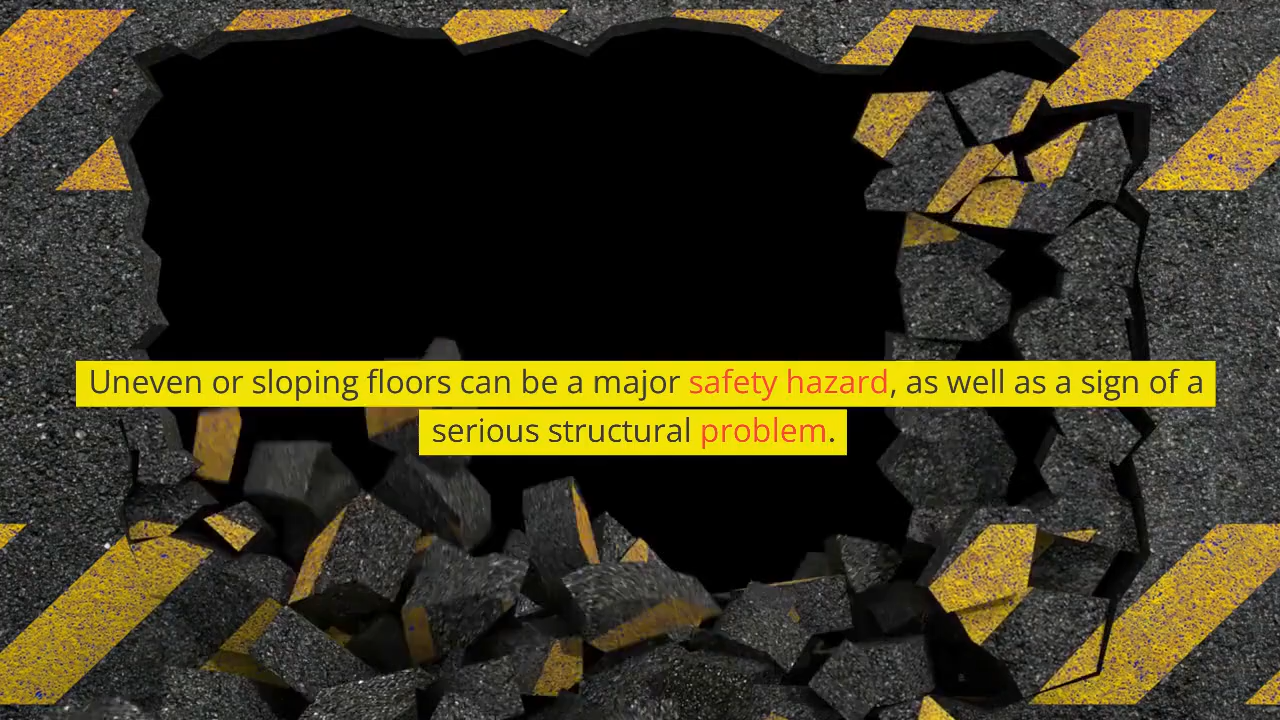 Uneven or sloping floors can be a major safety hazard, as well as a sign of a
serious structural problem.